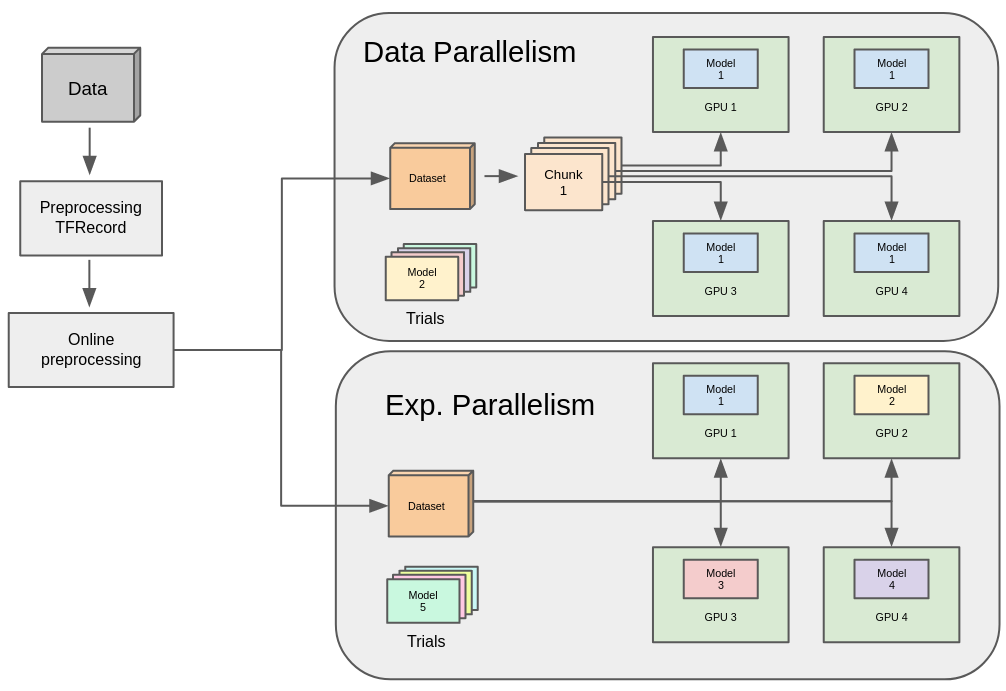 Data
Preprocessing
TFRecord
Online
preprocessing
Data Parallelism
Dataset
Chunk
1
Model
2
Trials
Model
1
GPU 1
Model
1
GPU 2
Model
1
GPU 3
Model
1
GPU 4
Exp. Parallelism
Dataset
Model
5
Trials
Model
1
GPU 1
Model
2
GPU 2
Model
3
GPU 3
Model
4
GPU 4